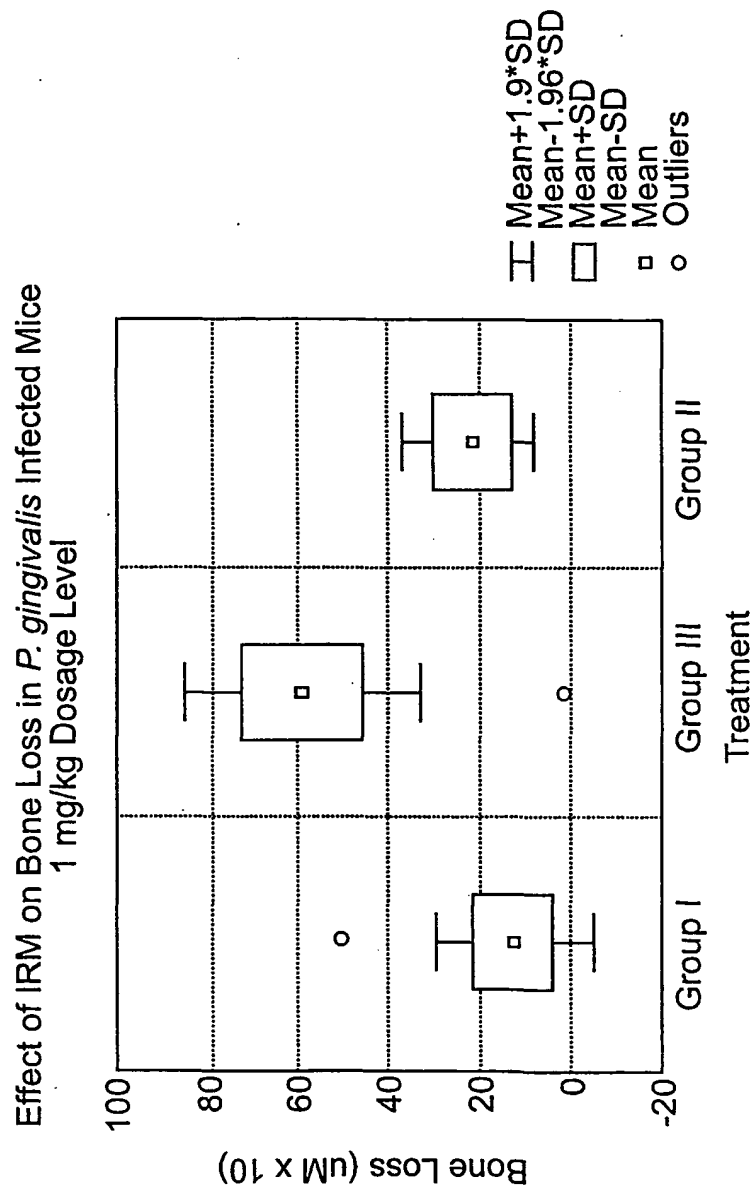 Effect of IRM on Bone Loss in P. gingivalis Infected Mice
1 mg/kg Dosage Level
Bone Loss (uM x 10)
100
80
60
40
20
0
-20
Group I
Group III
Group II
Treatment
Mean+1.9*SD
Mean-1.96*SD
Mean+SD
Mean-SD
Mean
Outliers